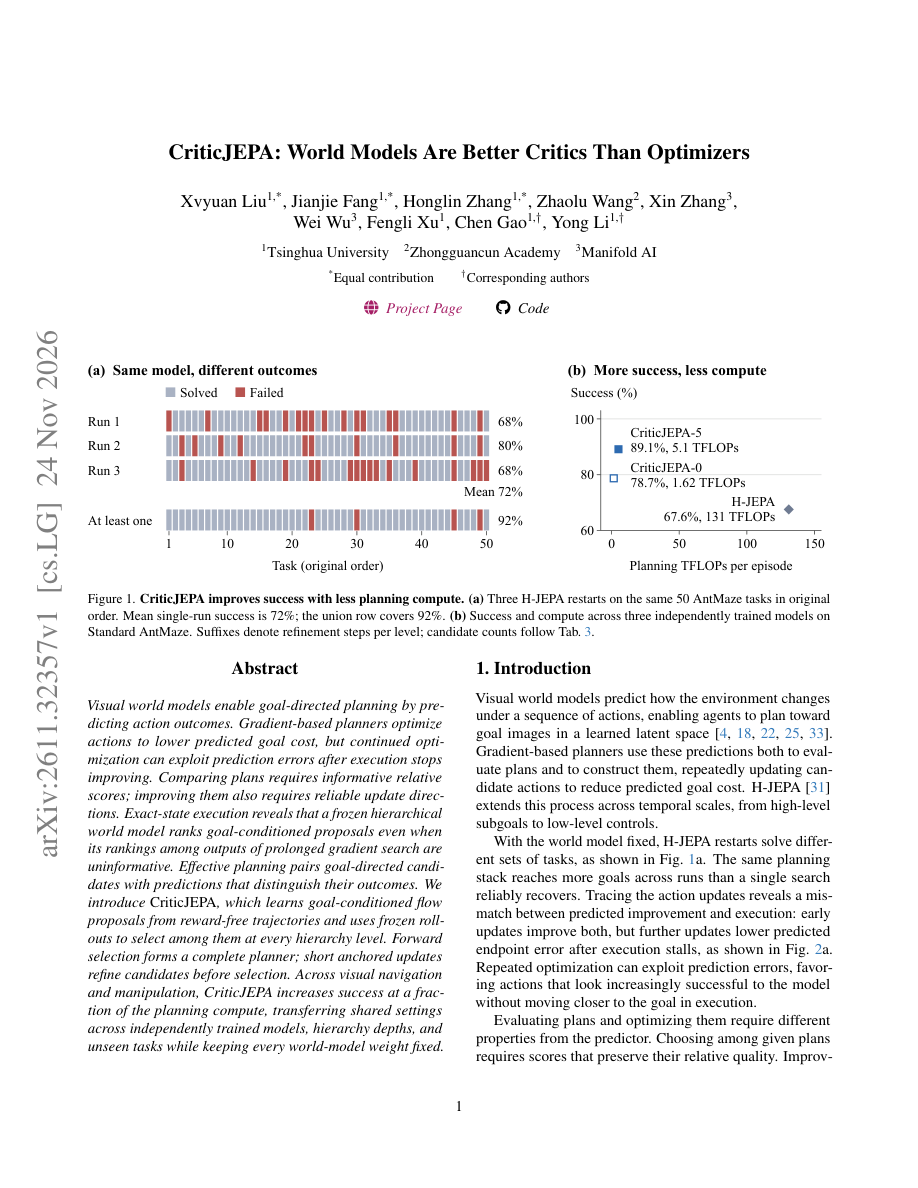 CriticJEPA: World Models Are Better Critics Than Optimizers
Xvyuan Liu1,*, Jianjie Fang1,*, Honglin Zhang1,*, Zhaolu Wang2, Xin Zhang3,
Wei Wu3, Fengli Xu1, Chen Gao1,†, Yong Li1,†
1Tsinghua University 2Zhongguancun Academy 3Manifold AI
*Equal contribution †Corresponding authors
Project Page Code
arXiv:2611.32357v1 [cs.LG] 24 Nov 2026
(a) Same model, different outcomes
Solved Failed
Run 1 68%
Run 2 80%
Run 3 68%
Mean 72%
At least one 92%
1 10 20 30 40 50
Task (original order)
(b) More success, less compute
Success (%)
100
CriticJEPA-5
89.1%, 5.1 TFLOPs
80
CriticJEPA-0
78.7%, 1.62 TFLOPs
H-JEPA
67.6%, 131 TFLOPs
60
0 50 100 150
Planning TFLOPs per episode
Figure 1. CriticJEPA improves success with less planning compute. (a) Three H-JEPA restarts on the same 50 AntMaze tasks in original
order. Mean single-run success is 72%; the union row covers 92%. (b) Success and compute across three independently trained models on
Standard AntMaze. Suffixes denote refinement steps per level; candidate counts follow Tab. 3.
Abstract
Visual world models enable goal-directed planning by pre-
dicting action outcomes. Gradient-based planners optimize
actions to lower predicted goal cost, but continued opti-
mization can exploit prediction errors after execution stops
improving. Comparing plans requires informative relative
scores; improving them also requires reliable update direc-
tions. Exact-state execution reveals that a frozen hierarchical
world model ranks goal-conditioned proposals even when
its rankings among outputs of prolonged gradient search are
uninformative. Effective planning pairs goal-directed candi-
dates with predictions that distinguish their outcomes. We
introduce CriticJEPA, which learns goal-conditioned flow
proposals from reward-free trajectories and uses frozen roll-
outs to select among them at every hierarchy level. Forward
selection forms a complete planner; short anchored updates
refine candidates before selection. Across visual navigation
and manipulation, CriticJEPA increases success at a frac-
tion of the planning compute, transferring shared settings
across independently trained models, hierarchy depths, and
unseen tasks while keeping every world-model weight fixed.
1. Introduction
Visual world models predict how the environment changes
under a sequence of actions, enabling agents to plan toward
goal images in a learned latent space [4, 18, 22, 25, 33].
Gradient-based planners use these predictions both to eval-
uate plans and to construct them, repeatedly updating can-
didate actions to reduce predicted goal cost. H-JEPA [31]
extends this process across temporal scales, from high-level
subgoals to low-level controls.
With the world model fixed, H-JEPA restarts solve differ-
ent sets of tasks, as shown in Fig. 1a. The same planning
stack reaches more goals across runs than a single search
reliably recovers. Tracing the action updates reveals a mis-
match between predicted improvement and execution: early
updates improve both, but further updates lower predicted
endpoint error after execution stalls, as shown in Fig. 2a.
Repeated optimization can exploit prediction errors, favor-
ing actions that look increasingly successful to the model
without moving closer to the goal in execution.
Evaluating plans and optimizing them require different
properties from the predictor. Choosing among given plans
requires scores that preserve their relative quality. Improv-
1